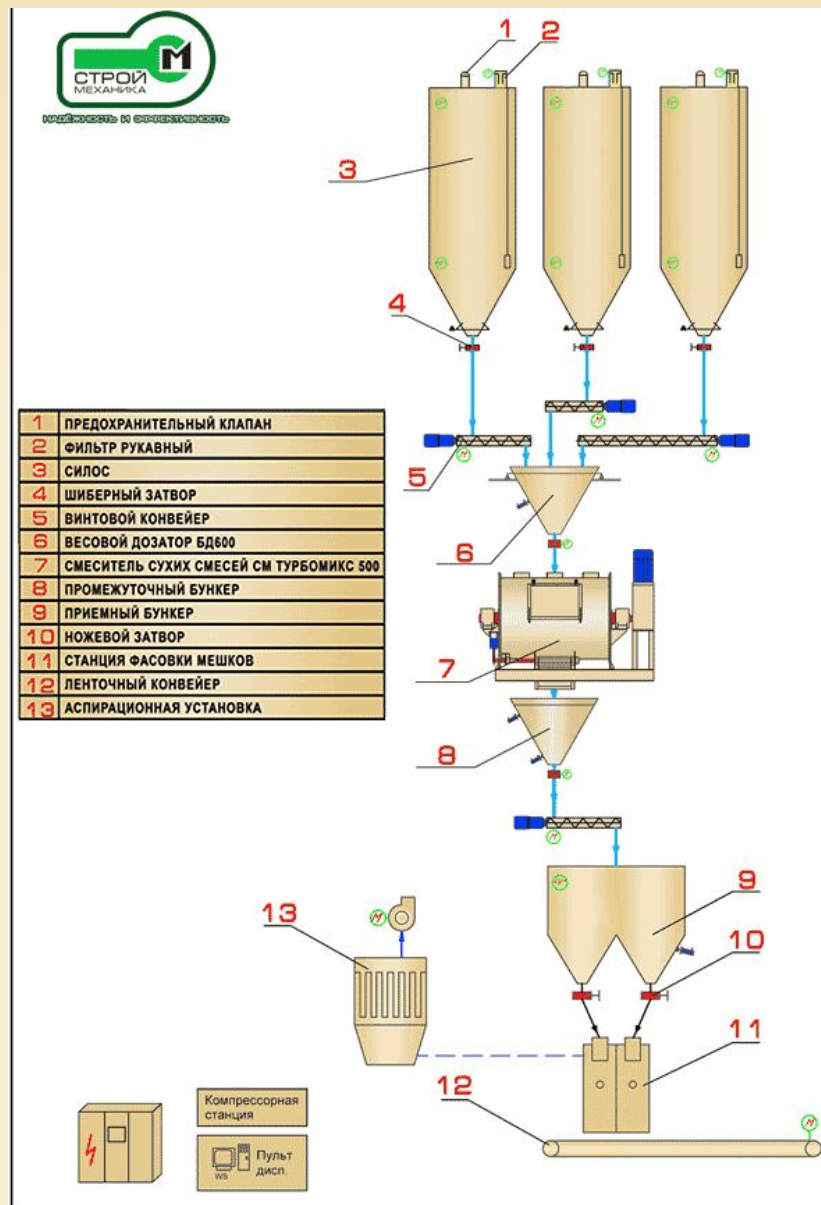 СТРОЙ
МЕХАНИКА
НАДЁЖНОСТЬ И ЭФФЕКТИВНОСТЬ
1
2
3
4
1 ПРЕДОХРАНИТЕЛЬНЫЙ КЛАПАН
2 ФИЛЬТР РУКАВНЫЙ
3 СИЛОС
4 ШИБЕРНЫЙ ЗАТВОР
5 ВИНТОВОЙ КОНВЕЙЕР
6 ВЕСОВОЙ ДОЗАТОР БД600
7 СМЕСИТЕЛЬ СУХИХ СМЕСЕЙ СМ ТУРБОМИКС 500
8 ПРОМЕЖУТОЧНЫЙ БУНКЕР
9 ПРИЕМНЫЙ БУНКЕР
10 НОЖЕВОЙ ЗАТВОР
11 СТАНЦИЯ ФАСОВКИ МЕШКОВ
12 ЛЕНТОЧНЫЙ КОНВЕЙЕР
13 АСПИРАЦИОННАЯ УСТАНОВКА
5
6
7
8
9
13
10
11
12
Компрессорная
станция
Пульт
дисп.
WS